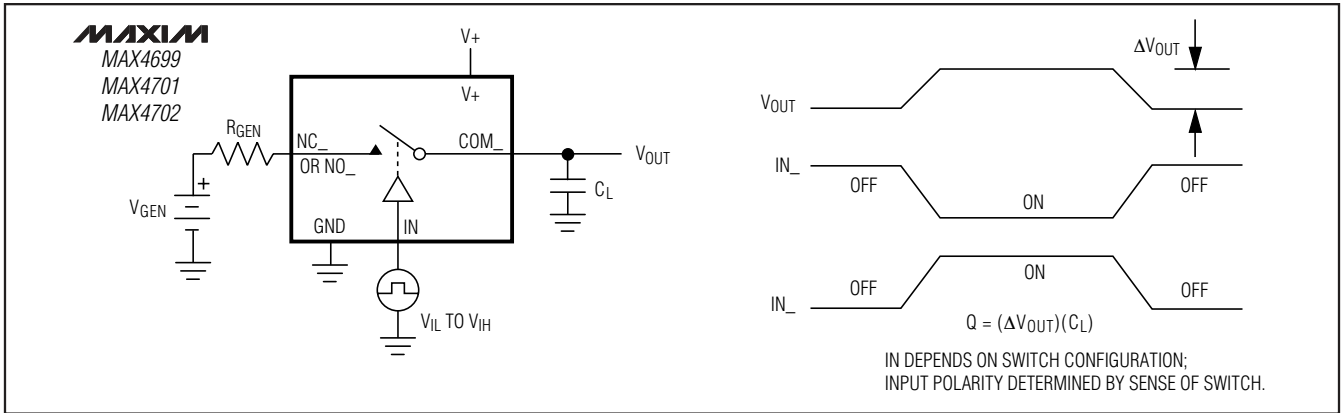 MAXIM
MAX4699
MAX4701
MAX4702
V+
V+
RGEN
NC_
OR NO_
COM_
VOUT
CL
VGEN
+
GND
IN
VIL TO VIH
ΔVOUT
VOUT
IN_
OFF
ON
OFF
IN_
OFF
ON
OFF
Q = (ΔVOUT)(CL)
IN DEPENDS ON SWITCH CONFIGURATION;
INPUT POLARITY DETERMINED BY SENSE OF SWITCH.